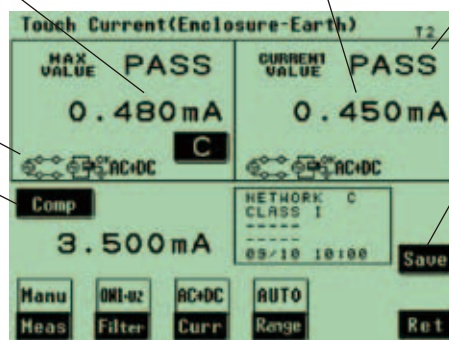 Touch Current(Enclosure-Earth) T2
MAX VALUE PASS
0.480mA
C
AC+DC
CURRENT VALUE PASS
0.450mA
AC+DC
Comp
3.500mA
NETWORK C
CLASS I
-----
-----
09/10 10:00
Save
Manu
AC+DC
AUTO
Meas
Filter
Curr
Range
Ret